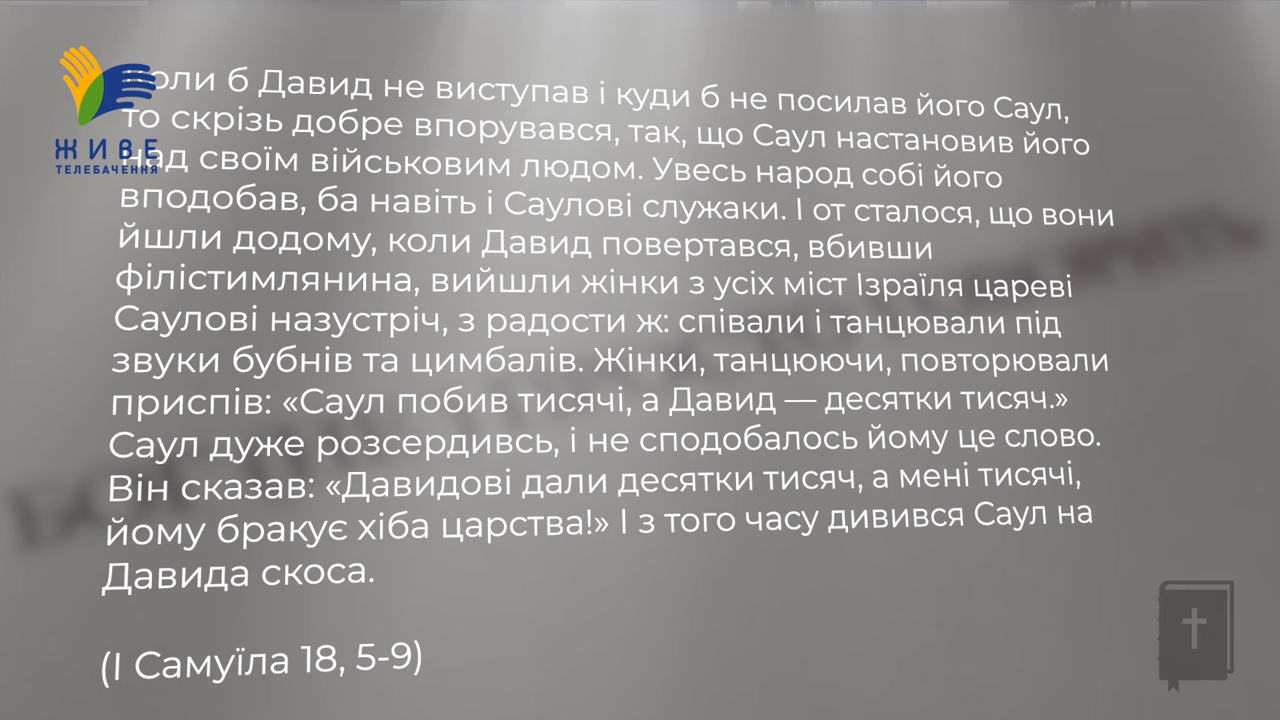 Коли б Давид не виступав і куди б не посилав його Саул,
то скрізь добре впорувався, так, що Саул настановив його
над своїм військовим людом. Увесь народ собі його
вподобав, ба навіть і Саулові служаки. І от сталося, що вони
йшли додому, коли Давид повертався, вбивши
філістимлянина, вийшли жінки з усіх міст Ізраїля цареві
Саулові назустріч, з радости ж: співали і танцювали під
звуки бубнів та цимбалів. Жінки, танцюючи, повторювали
приспів: «Саул побив тисячі, а Давид — десятки тисяч.»
Саул дуже розсердивсь, і не сподобалось йому це слово.
Він сказав: «Давидові дали десятки тисяч, а мені тисячі,
йому бракує хіба царства!» І з того часу дивився Саул на
Давида скоса.
(І Самуїла 18, 5-9)
ЖИВЕ
ТЕЛЕБАЧЕННЯ